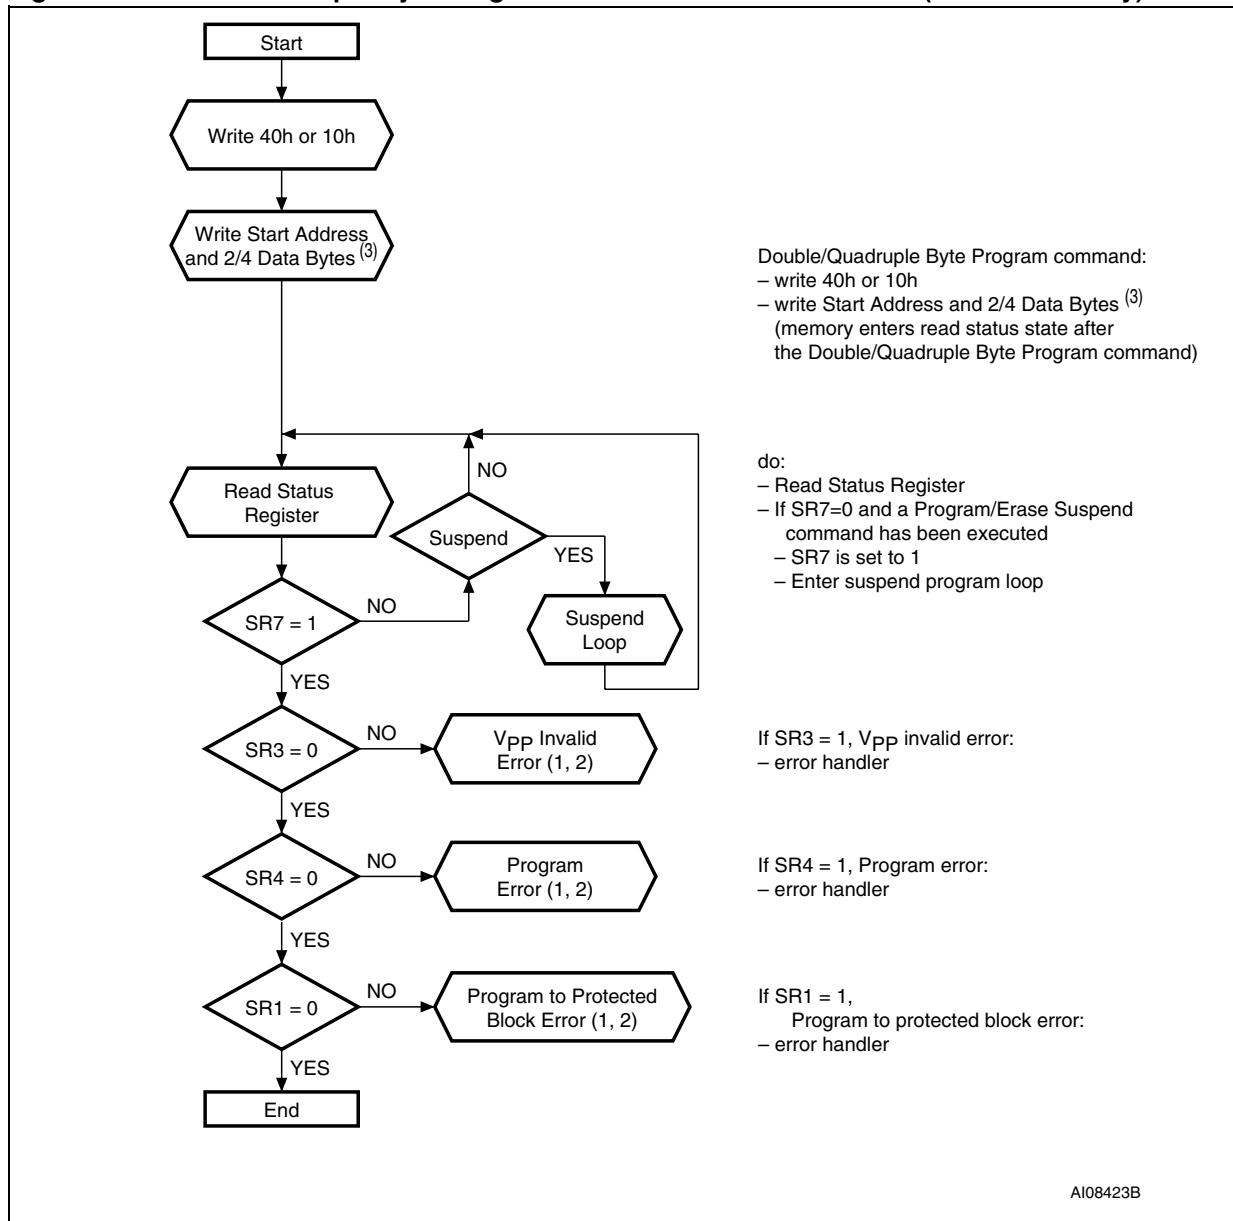 Start
Write 40h or 10h
Write Start Address
and 2/4 Data Bytes (3)
Double/Quadruple Byte Program command:
– write 40h or 10h
– write Start Address and 2/4 Data Bytes (3)
(memory enters read status state after
the Double/Quadruple Byte Program command)
Read Status
Register
NO
Suspend
YES
Suspend
Loop
do:
– Read Status Register
– If SR7=0 and a Program/Erase Suspend
command has been executed
– SR7 is set to 1
– Enter suspend program loop
SR7 = 1
NO
YES
SR3 = 0
NO
VPP Invalid
Error (1, 2)
If SR3 = 1, VPP invalid error:
– error handler
YES
SR4 = 0
NO
Program
Error (1, 2)
If SR4 = 1, Program error:
– error handler
YES
SR1 = 0
NO
Program to Protected
Block Error (1, 2)
If SR1 = 1,
Program to protected block error:
– error handler
YES
End
AI08423B